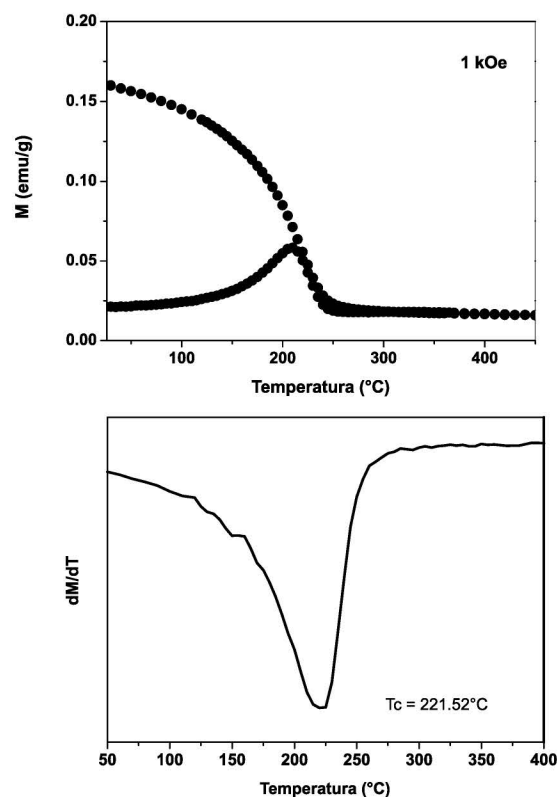 0.20
1 kOe
0.15
M (emu/g)
0.10
0.05
0.00
100 200 300 400
Temperatura (°C)
dM/dT
Tc = 221.52°C
50 100 150 200 250 300 350 400
Temperatura (°C)